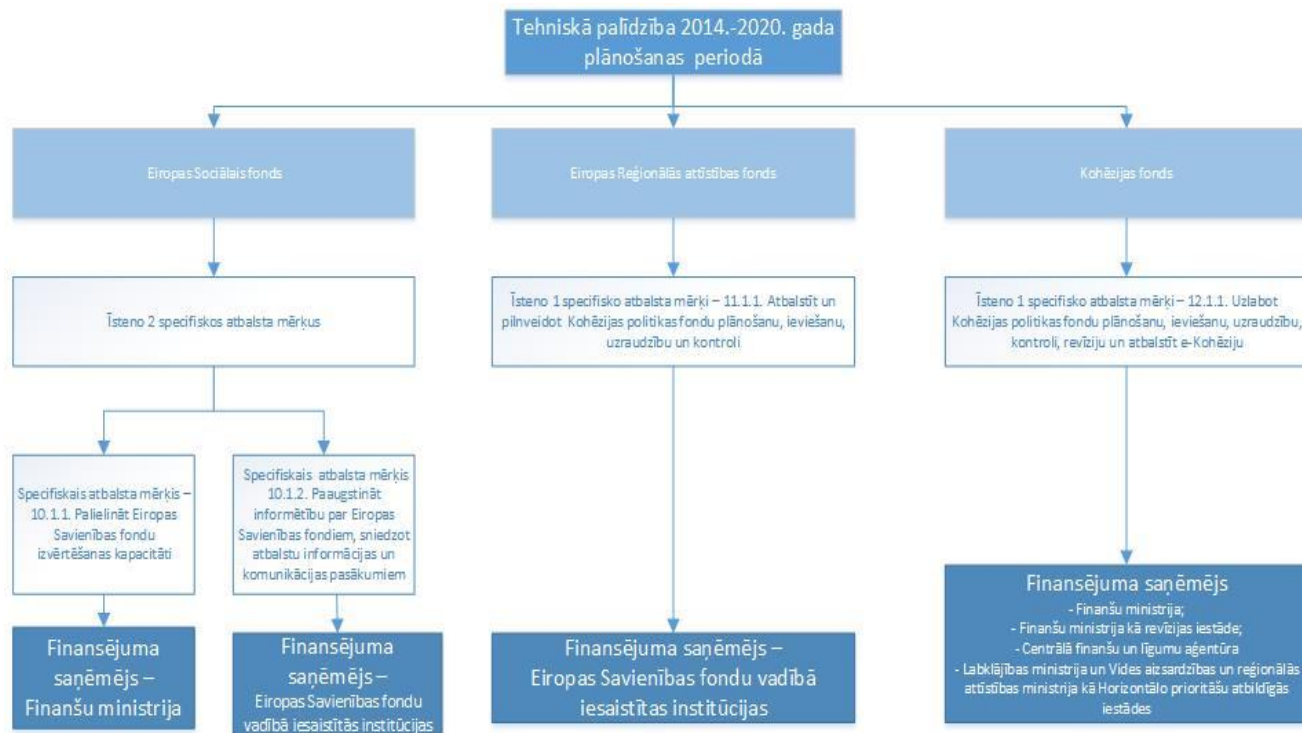 Tehniskā palīdzība 2014.-2020. gada
plānošanas periodā
Eiropas Sociālais fonds
Eiropas Reģionālās attīstības fonds
Kohēzijas fonds
Īsteno 2 specifiskos atbalsta mērķus
Īsteno 1 specifisko atbalsta mērķi – 11.1.1. Atbalstīt un
pilnveidot Kohēzijas politikas fondu plānošanu, ieviešanu,
uzraudzību un kontroli
Īsteno 1 specifisko atbalsta mērķi – 12.1.1. Uzlabot
Kohēzijas politikas fondu plānošanu, ieviešanu, uzraudzību,
kontroli, revīziju un atbalstīt e-Kohēziju
Specifiskais atbalsta mērķis –
10.1.1. Palielināt Eiropas
Savienības fondu
izvērtēšanas kapacitāti
Specifiskais atbalsta mērķis
10.1.2. Paaugstināt
informētību par Eiropas
Savienības fondiem, sniedzot
atbalstu informācijas un
komunikācijas pasākumiem
Finansējuma
saņēmējs –
Finanšu ministrija
Finansējuma
saņēmējs –
Eiropas Savienības fondu
vadībā iesaistītās institūcijas
Finansējuma saņēmējs –
Eiropas Savienības fondu vadībā
iesaistītas institūcijas
Finansējuma saņēmējs
- Finanšu ministrija;
- Finanšu ministrija kā revīzijas iestāde;
- Centrālā finanšu un līgumu aģentūra
- Labklājības ministrija un Vides aizsardzības un reģionālās
attīstības ministrija kā Horizontālo prioritāšu atbildīgās
iestādes